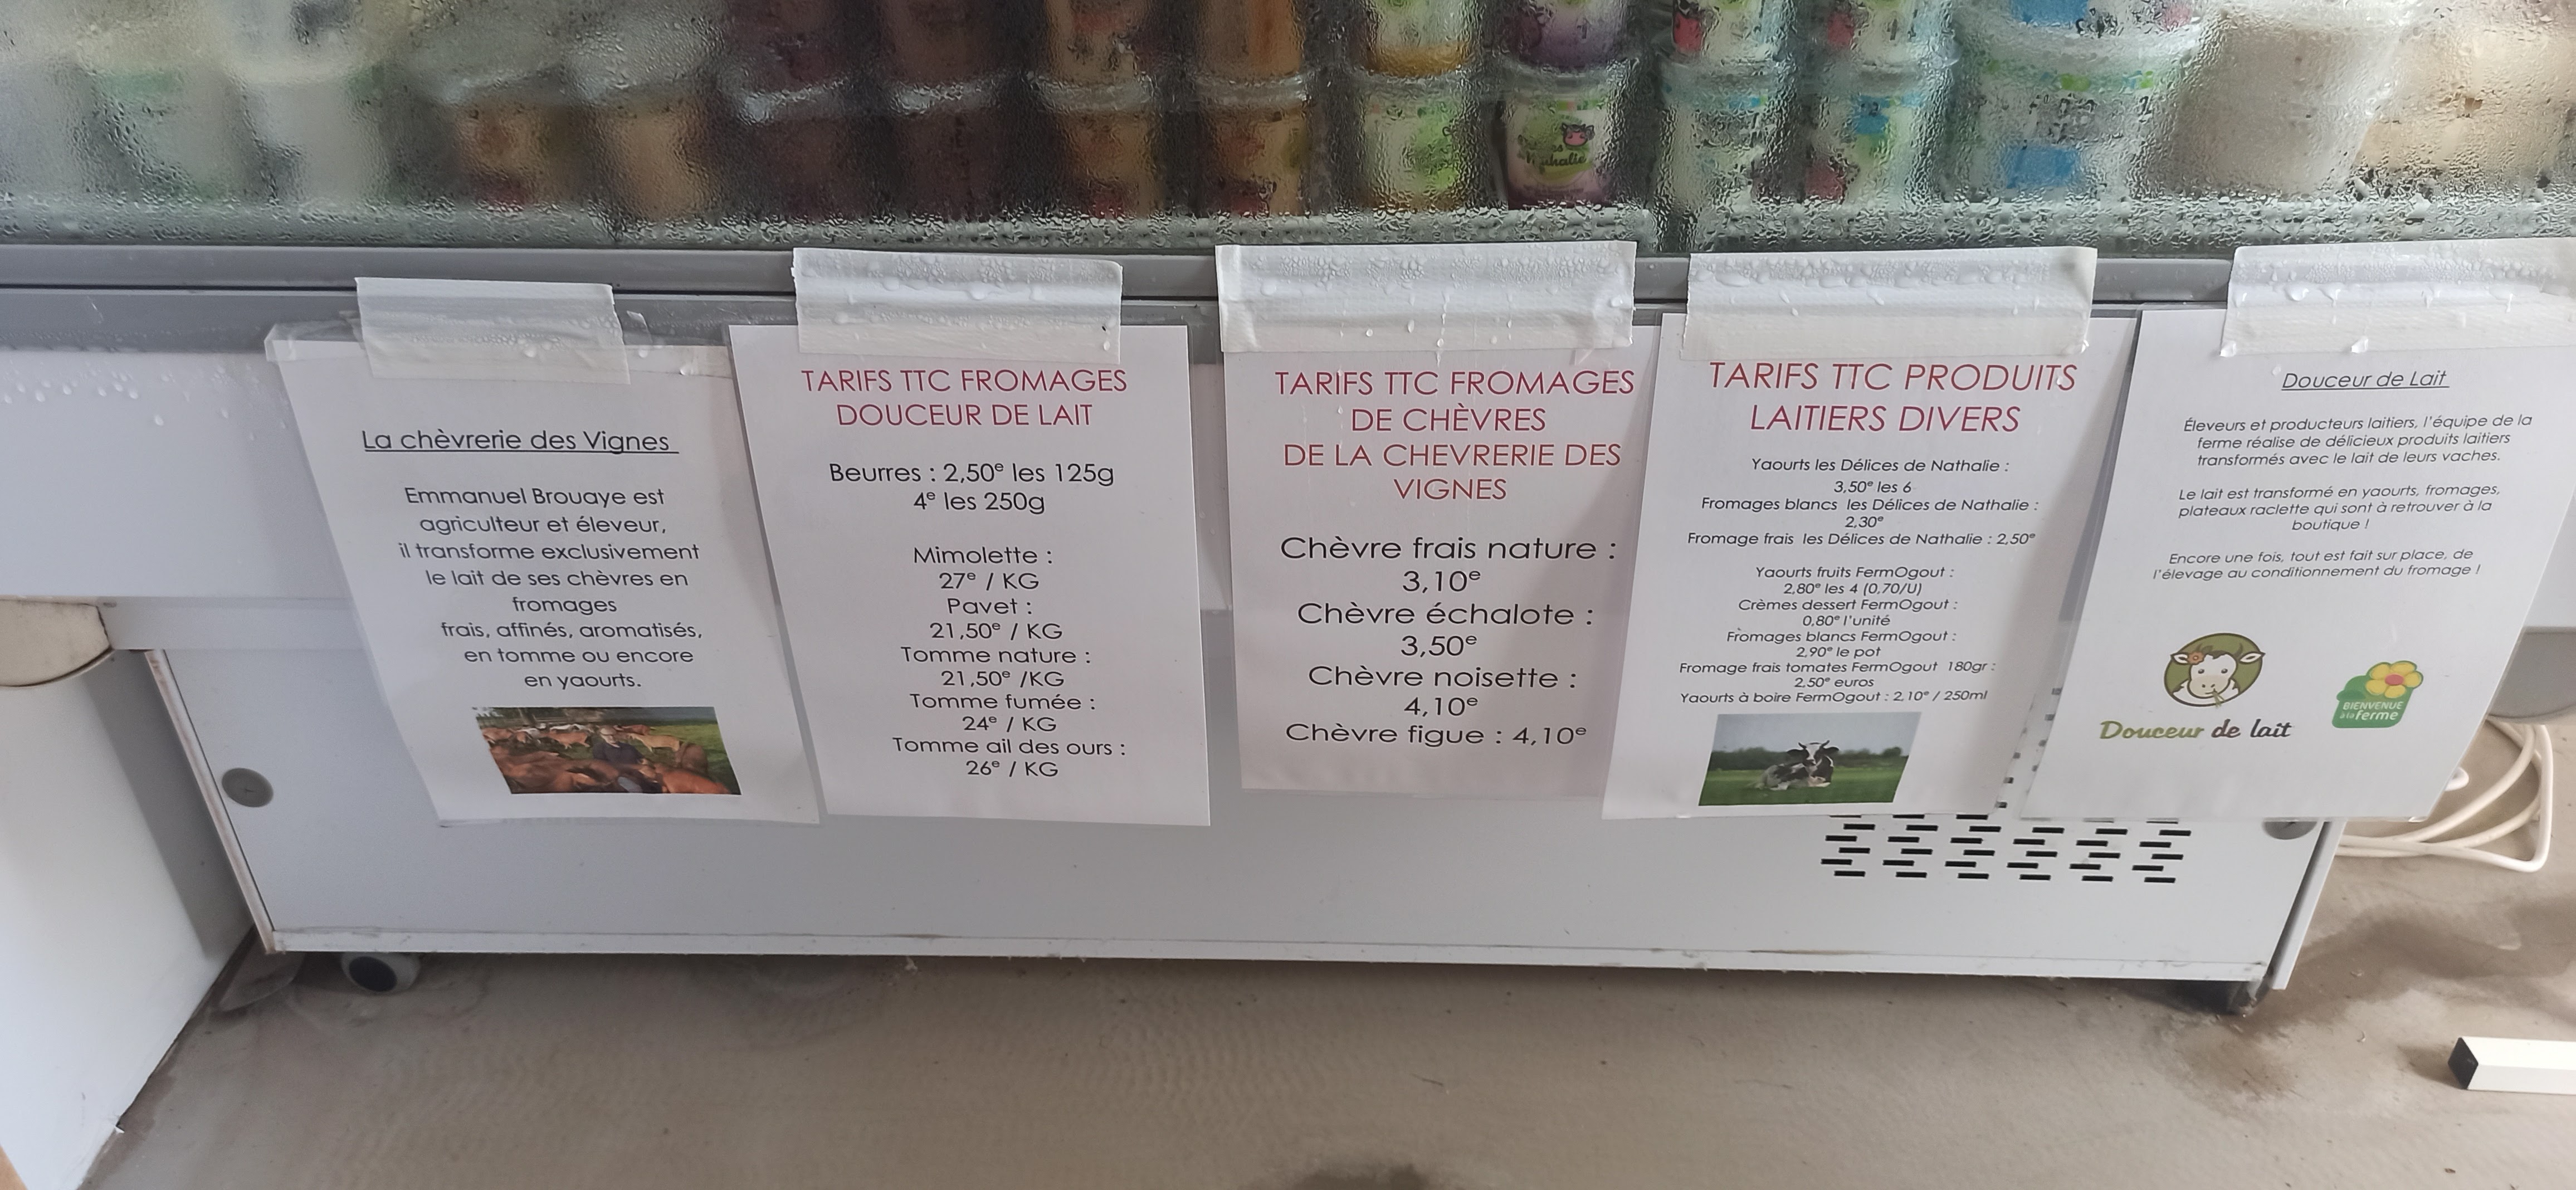 La chèvrerie des Vignes
Emmanuel Brouaye est
agriculteur et éleveur,
il transforme exclusivement
le lait de ses chèvres en
fromages
frais, affinés, aromatisés,
en tomme ou encore
en yaourts.
TARIFS TTC FROMAGES
DOUCEUR DE LAIT
Beurres : 2,50e les 125g
4e les 250g
Mimolette :
27e / KG
Pavet :
21,50e / KG
Tomme nature :
21,50e /KG
Tomme fumée :
24e / KG
Tomme ail des ours :
26e / KG
TARIFS TTC FROMAGES
DE CHÈVRES
DE LA CHEVRERIE DES
VIGNES
Chèvre frais nature :
3,10e
Chèvre échalote :
3,50e
Chèvre noisette :
4,10e
Chèvre figue : 4,10e
TARIFS TTC PRODUITS
LAITIERS DIVERS
Yaourts les Délices de Nathalie :
3,50e les 6
Fromages blancs les Délices de Nathalie :
2,30e
Fromage frais les Délices de Nathalie : 2,50e
Yaourts fruits FermOgout :
2,80e les 4 (0,70/U)
Crèmes dessert FermOgout :
0,80e l'unité
Fromages blancs FermOgout :
2,90e le pot
Fromage frais tomates FermOgout 180gr :
2,50e euros
Yaourts à boire FermOgout : 2,10e / 250ml
Douceur de Lait
Éleveurs et producteurs laitiers, l'équipe de la
ferme réalise de délicieux produits laitiers
transformés avec le lait de leurs vaches.
Le lait est transformé en yaourts, fromages,
plateaux raclette qui sont à retrouver à la
boutique !
Encore une fois, tout est fait sur place, de
l'élevage au conditionnement du fromage !
Douceur de lait
BIENVENUE
à la ferme